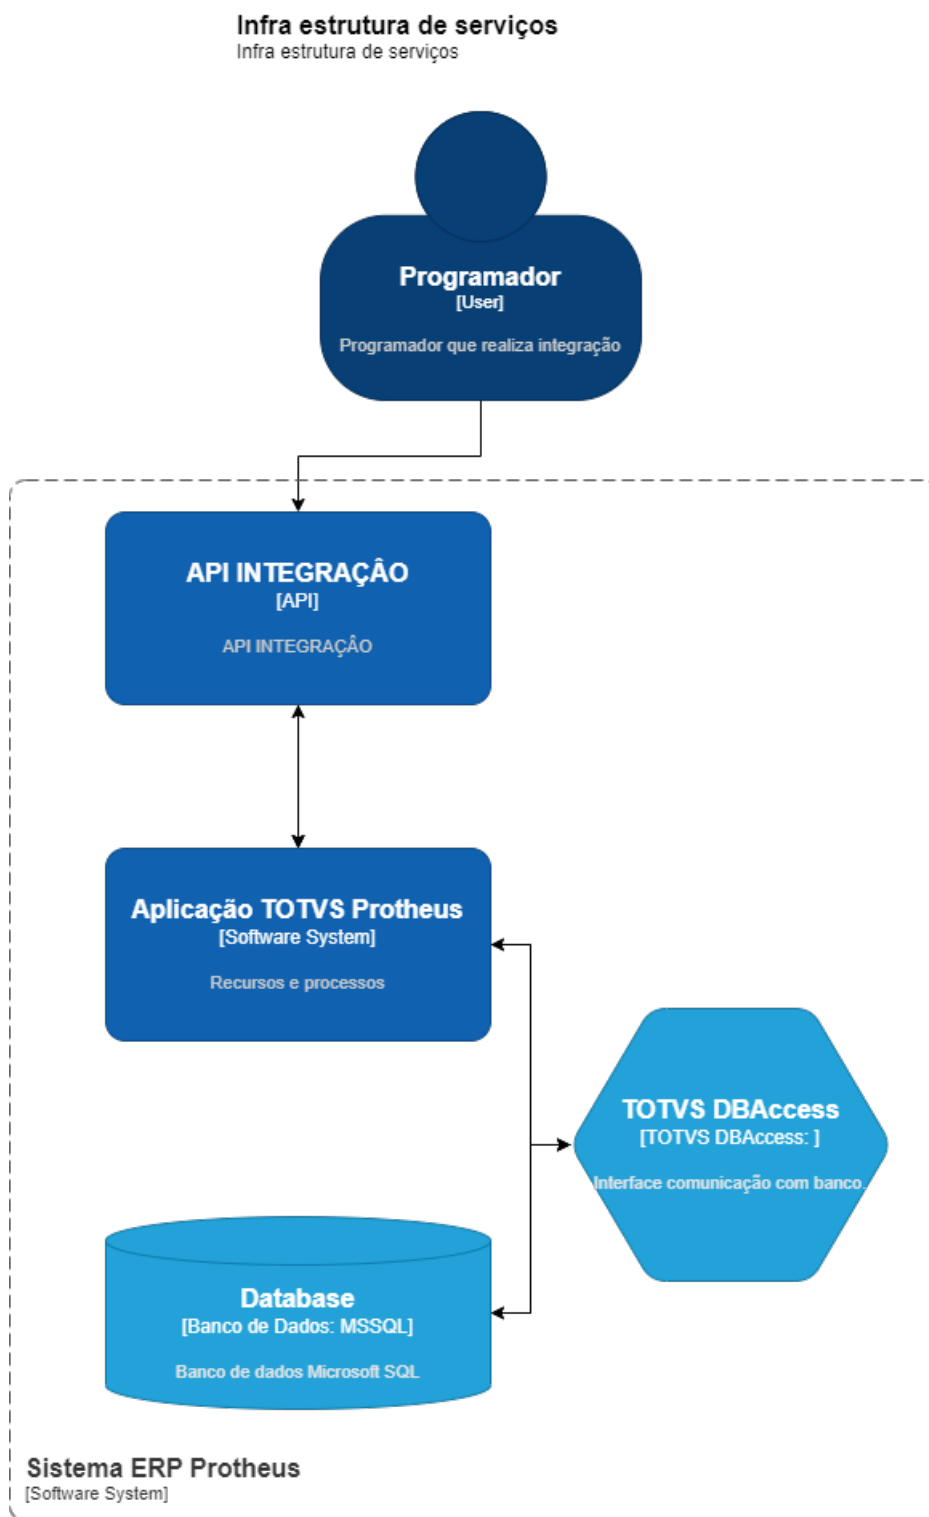 Infra estrutura de serviços
Infra estrutura de serviços
Programador
[User]
Programador que realiza integração
API INTEGRAÇÂO
[API]
API INTEGRAÇÂO
Aplicação TOTVS Protheus
[Software System]
Recursos e processos
TOTVS DBAccess
[TOTVS DBAccess: ]
Interface comunicação com banco.
Database
[Banco de Dados: MSSQL]
Banco de dados Microsoft SQL
Sistema ERP Protheus
[Software System]